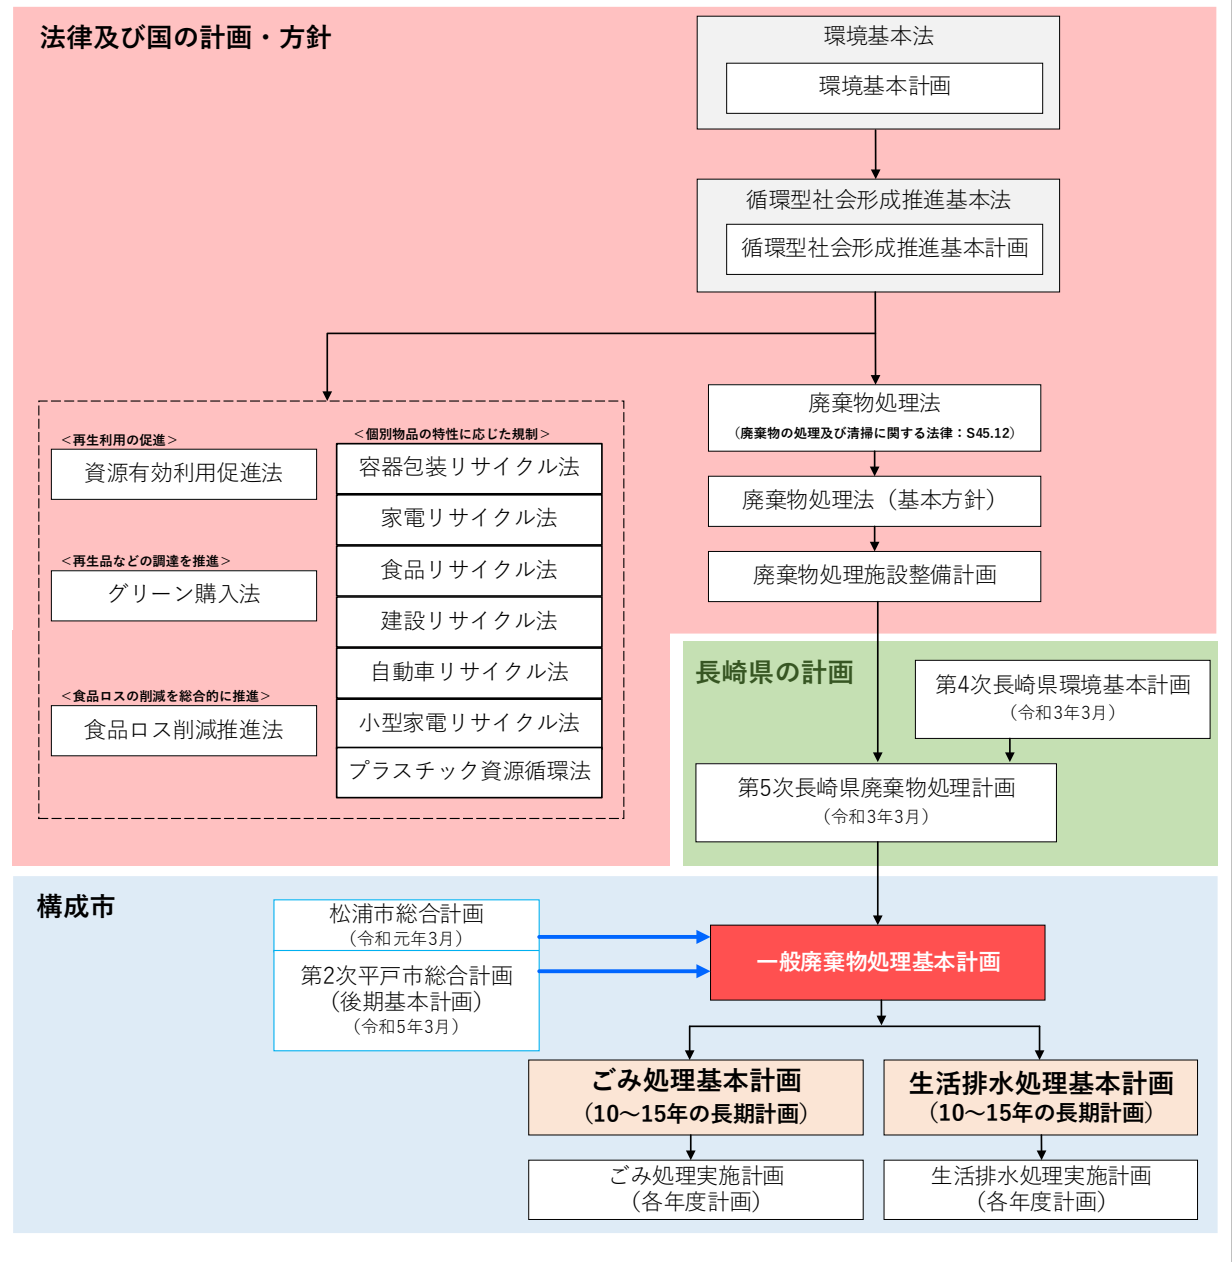 法律及び国の計画・方針
環境基本法
環境基本計画
循環型社会形成推進基本法
循環型社会形成推進基本計画
＜再生利用の促進＞
資源有効利用促進法
＜再生品などの調達を推進＞
グリーン購入法
＜食品ロスの削減を総合的に推進＞
食品ロス削減推進法
＜個別物品の特性に応じた規制＞
容器包装リサイクル法
家電リサイクル法
食品リサイクル法
建設リサイクル法
自動車リサイクル法
小型家電リサイクル法
プラスチック資源循環法
廃棄物処理法
（廃棄物の処理及び清掃に関する法律：S45.12）
廃棄物処理法（基本方針）
廃棄物処理施設整備計画
長崎県の計画
第4次長崎県環境基本計画
（令和3年3月）
第5次長崎県廃棄物処理計画
（令和3年3月）
構成市
松浦市総合計画
（令和元年3月）
第2次平戸市総合計画
（後期基本計画）
（令和5年3月）
一般廃棄物処理基本計画
ごみ処理基本計画
（10～15年の長期計画）
生活排水処理基本計画
（10～15年の長期計画）
ごみ処理実施計画
（各年度計画）
生活排水処理実施計画
（各年度計画）